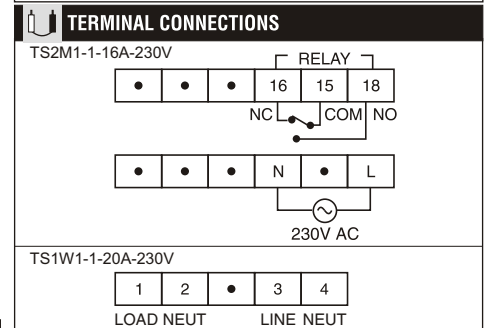 TERMINAL CONNECTIONS
TS2M1-1-16A-230V
RELAY
16 15 18
NC COM NO
N L
230V AC
TS1W1-1-20A-230V
1 2 3 4
LOAD NEUT LINE NEUT